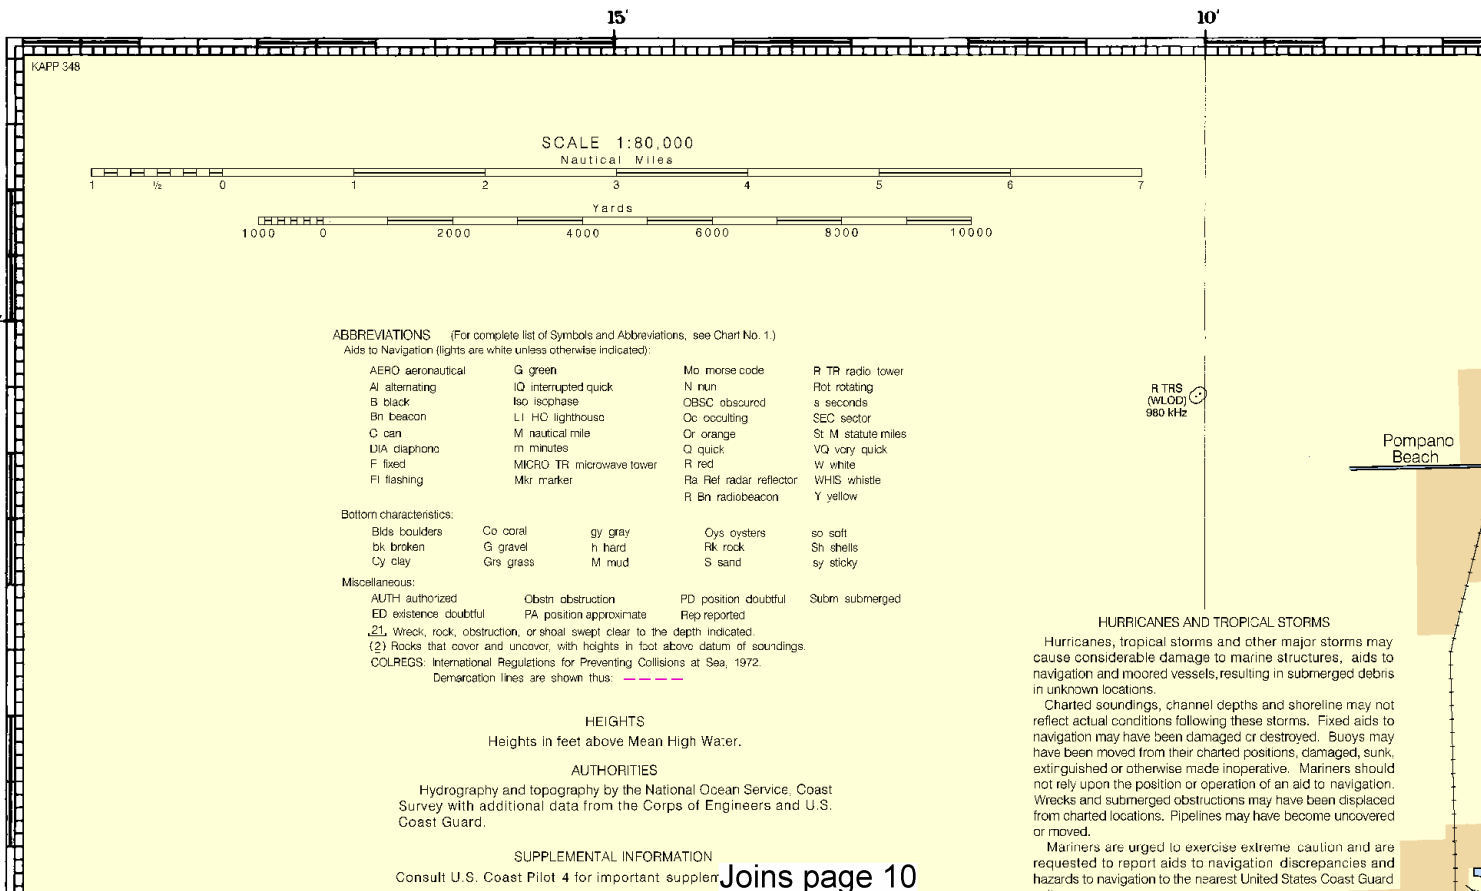 15'
10'
KAPP 348
SCALE 1:80,000
Nautical Miles
1 ½ 0 1 2 3 4 5 6 7
Yards
1000 0 2000 4000 6000 8000 10000
ABBREVIATIONS (For complete list of Symbols and Abbreviations, see Chart No. 1.)
Aids to Navigation (lights are white unless otherwise indicated):
AERO aeronautical G green Mo morse code R TR radio tower
Al alternating IQ interrupted quick N nun Rot rotating
B black Iso isophase OBSC obscured s seconds
Bn beacon LT HO lighthouse Oc occulting SEC sector
C can M nautical mile Or orange St M statute miles
DIA diaphone m minutes Q quick VQ very quick
F fixed MICRO TR microwave tower R red W white
Fl flashing Mkr marker Ra Ref radar reflector WHIS whistle
R Bn radiobeacon Y yellow
Bottom characteristics:
Blds boulders Co coral gy gray Oys oysters so soft
bk broken G gravel h hard Rk rock Sh shells
Cy clay Grs grass M mud S sand sy sticky
Miscellaneous:
AUTH authorized Obstn obstruction PD position doubtful Subm submerged
ED existence doubtful PA position approximate Rep reported
21, Wreck, rock, obstruction, or shoal swept clear to the depth indicated.
(2) Rocks that cover and uncover, with heights in feet above datum of soundings.
COLREGS: International Regulations for Preventing Collisions at Sea, 1972.
Demarcation lines are shown thus:
HEIGHTS
Heights in feet above Mean High Water.
AUTHORITIES
Hydrography and topography by the National Ocean Service, Coast
Survey with additional data from the Corps of Engineers and U.S.
Coast Guard.
SUPPLEMENTAL INFORMATION
Consult U.S. Coast Pilot 4 for important supplem
Joins page 10
R TRS
(WLOD)
980 kHz
Pompano
Beach
HURRICANES AND TROPICAL STORMS
Hurricanes, tropical storms and other major storms may
cause considerable damage to marine structures, aids to
navigation and moored vessels, resulting in submerged debris
in unknown locations.
Charted soundings, channel depths and shoreline may not
reflect actual conditions following these storms. Fixed aids to
navigation may have been damaged or destroyed. Buoys may
have been moved from their charted positions, damaged, sunk,
extinguished or otherwise made inoperative. Mariners should
not rely upon the position or operation of an aid to navigation.
Wrecks and submerged obstructions may have been displaced
from charted locations. Pipelines may have become uncovered
or moved.
Mariners are urged to exercise extreme caution and are
requested to report aids to navigation discrepancies and
hazards to navigation to the nearest United States Coast Guard